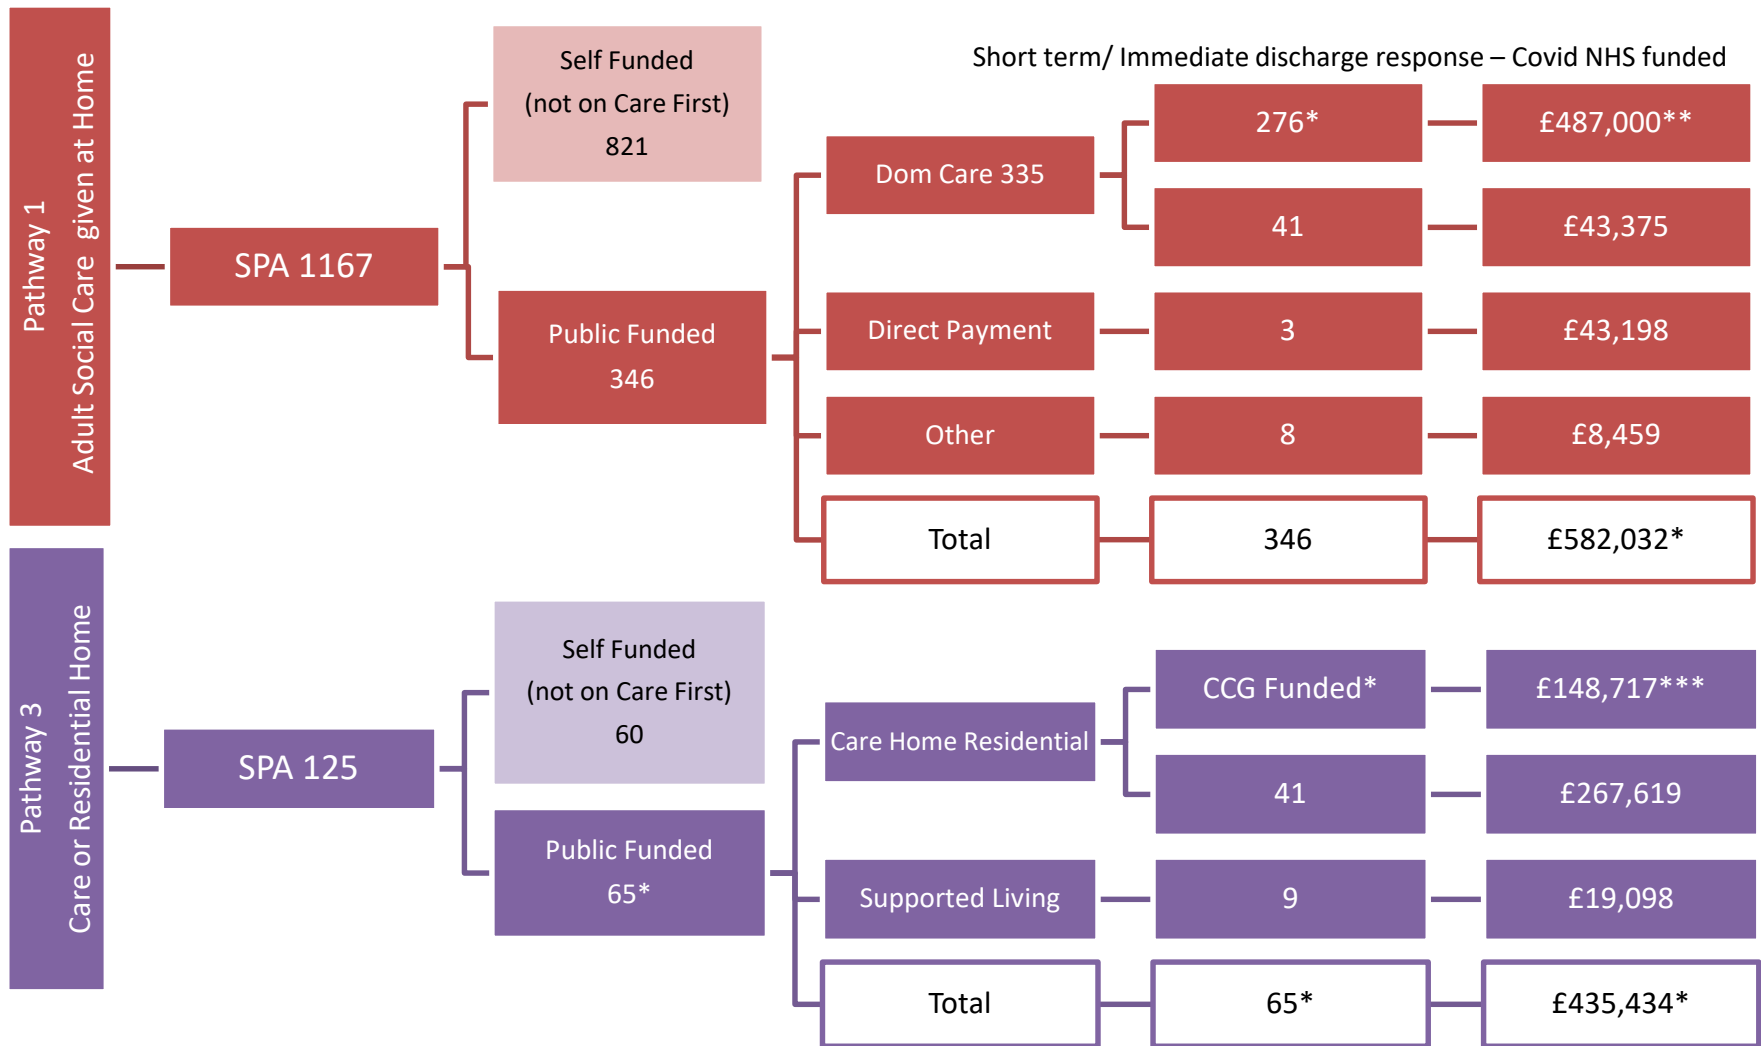 Short term/ Immediate discharge response – Covid NHS funded
Pathway 1
Adult Social Care given at Home
SPA 1167
Self Funded
(not on Care First)
821
Public Funded
346
Dom Care 335
276*
£487,000**
41
£43,375
Direct Payment
3
£43,198
Other
8
£8,459
Total
346
£582,032*
Pathway 3
Care or Residential Home
SPA 125
Self Funded
(not on Care First)
60
Public Funded
65*
Care Home Residential
CCG Funded*
£148,717***
41
£267,619
Supported Living
9
£19,098
Total
65*
£435,434*